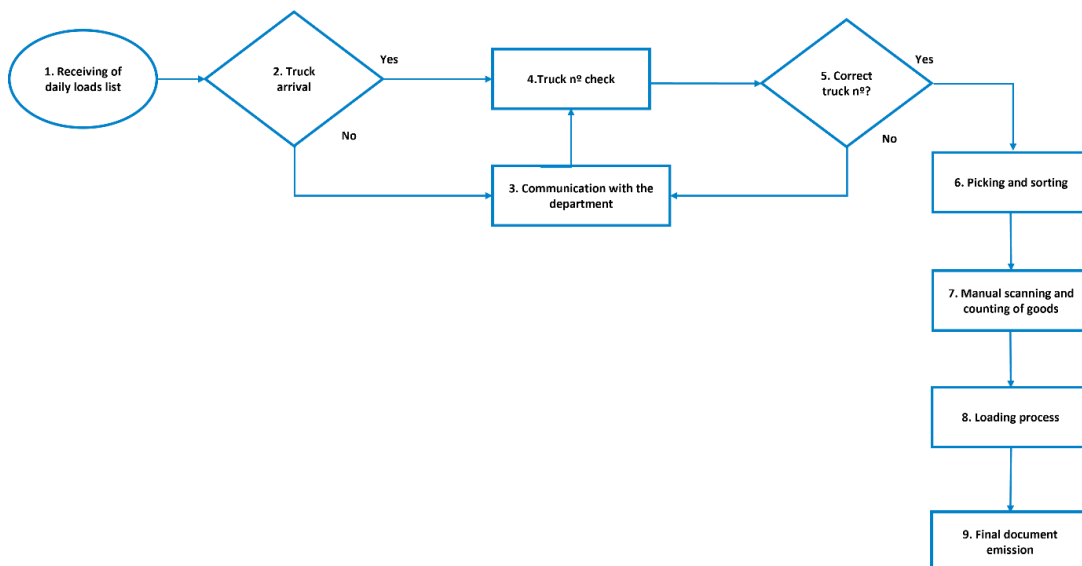 1. Receiving of
daily loads list
2. Truck
arrival
Yes
No
4.Truck nº check
3. Communication with the
department
5. Correct
truck nº?
Yes
No
6. Picking and sorting
7. Manual scanning and
counting of goods
8. Loading process
9. Final document
emission